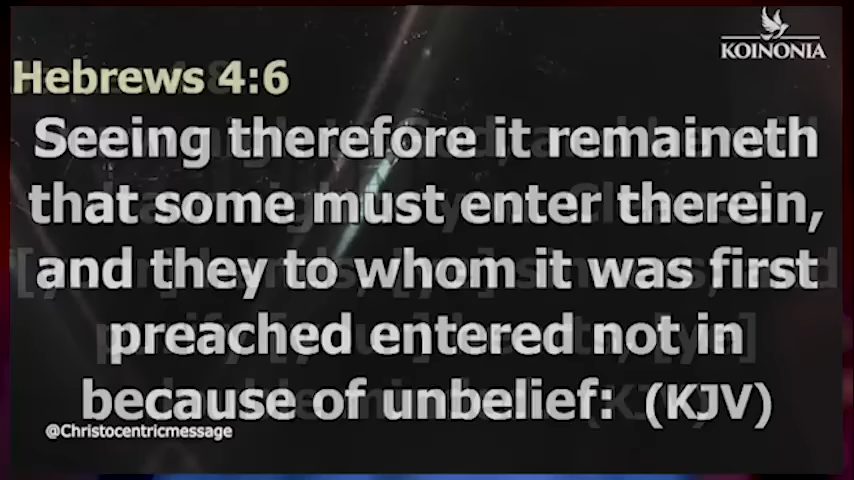 KOINONIA
Hebrews 4:6
Seeing therefore it remaineth
that some must enter therein,
and they to whom it was first
preached entered not in
because of unbelief: (KJV)
@Christocentricmessage